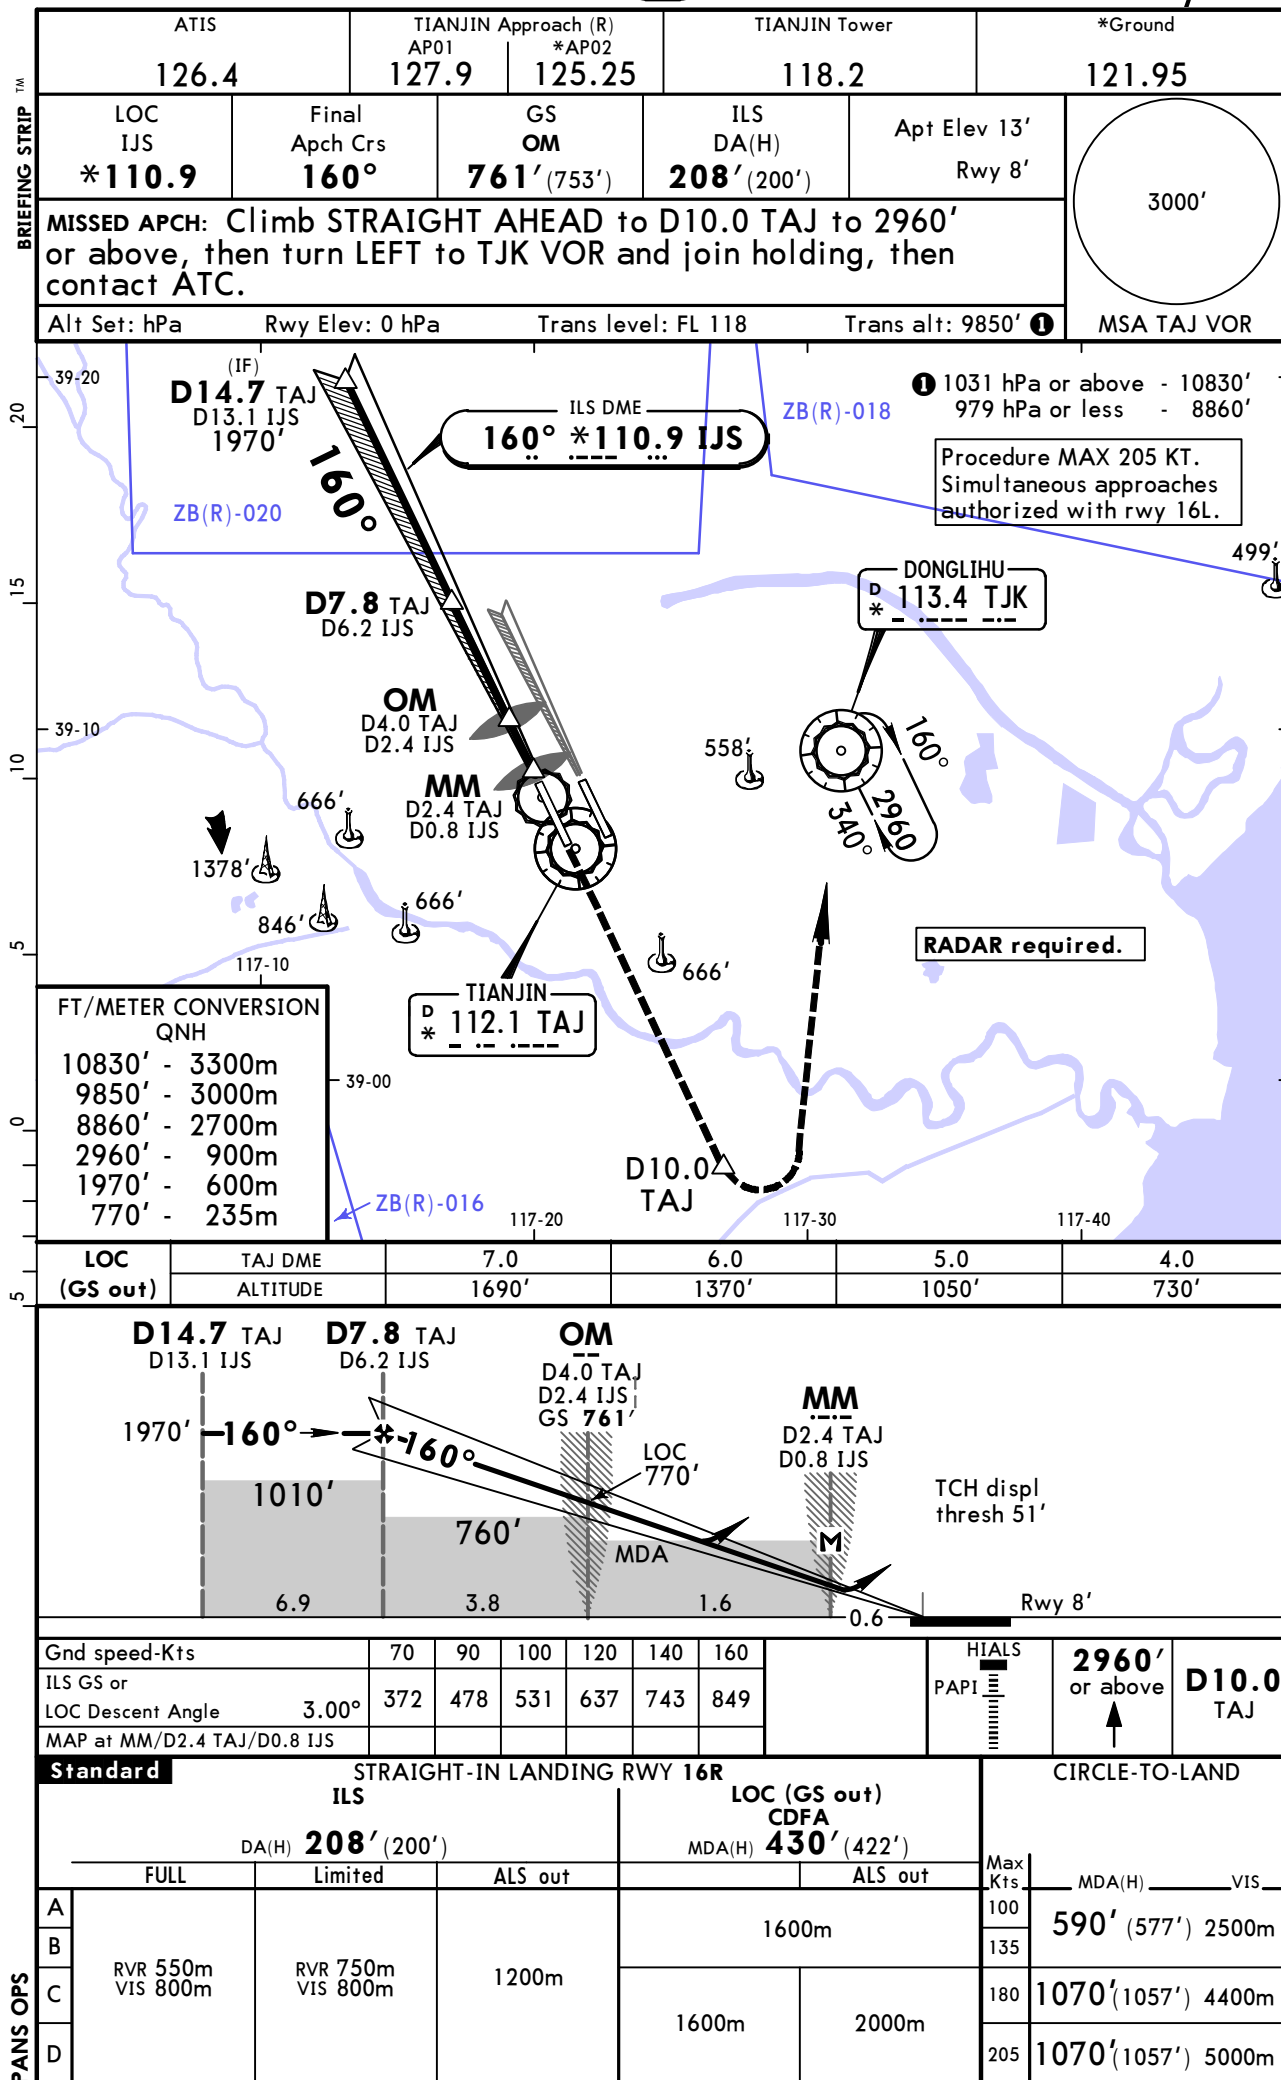 ATIS
126.4
TIANJIN Approach (R)
AP01
*AP02
127.9
125.25
TIANJIN Tower
118.2
*Ground
121.95
BRIEFING STRIP TM
LOC
IJS
*110.9
Final
Apch Crs
160°
GS
OM
761' (753')
ILS
DA(H)
208' (200')
Apt Elev 13'
Rwy 8'
3000'
MSA TAJ VOR
MISSED APCH: Climb STRAIGHT AHEAD to D10.0 TAJ to 2960'
or above, then turn LEFT to TJK VOR and join holding, then
contact ATC.
Alt Set: hPa Rwy Elev: 0 hPa Trans level: FL 118 Trans alt: 9850' 1
39-20
(IF)
D14.7 TAJ
D13.1 IJS
1970'
160°
ILS DME
160° *110.9 IJS
ZB(R)-018
1 1031 hPa or above - 10830'
979 hPa or less - 8860'
Procedure MAX 205 KT.
Simultaneous approaches
authorized with rwy 16L.
ZB(R)-020
499'
DONGLIHU
D
* 113.4 TJK
D7.8 TAJ
D6.2 IJS
OM
D4.0 TAJ
D2.4 IJS
39-10
558'
160°
2960
340°
MM
D2.4 TAJ
D0.8 IJS
666'
1378'
846'
666'
666'
RADAR required.
TIANJIN
D
* 112.1 TAJ
117-10
20
15
10
5
0
5
FT/METER CONVERSION
QNH
10830' - 3300m
9850' - 3000m
8860' - 2700m
2960' - 900m
1970' - 600m
770' - 235m
39-00
ZB(R)-016
D10.0
TAJ
117-20
117-30
117-40
LOC
(GS out)
TAJ DME 7.0 6.0 5.0 4.0
ALTITUDE 1690' 1370' 1050' 730'
D14.7 TAJ
D13.1 IJS
D7.8 TAJ
D6.2 IJS
OM
D4.0 TAJ
D2.4 IJS
GS 761'
MM
D2.4 TAJ
D0.8 IJS
1970'
160°
160°
LOC
770'
TCH displ
thresh 51'
1010'
760'
MDA
M
6.9
3.8
1.6
0.6
Rwy 8'
Gnd speed-Kts 70 90 100 120 140 160
ILS GS or
LOC Descent Angle 3.00° 372 478 531 637 743 849
MAP at MM/D2.4 TAJ/D0.8 IJS
HIALS
PAPI
2960'
or above
D10.0
TAJ
Standard
STRAIGHT-IN LANDING RWY 16R
CIRCLE-TO-LAND
ILS
DA(H) 208' (200')
LOC (GS out)
CDFA
MDA(H) 430' (422')
FULL
Limited
ALS out
ALS out
Max
Kts
MDA(H)
VIS
A
B
C
D
RVR 550m
VIS 800m
RVR 750m
VIS 800m
1200m
1600m
1600m
2000m
100
135
590' (577') 2500m
180 1070' (1057') 4400m
205 1070' (1057') 5000m
PANS OPS